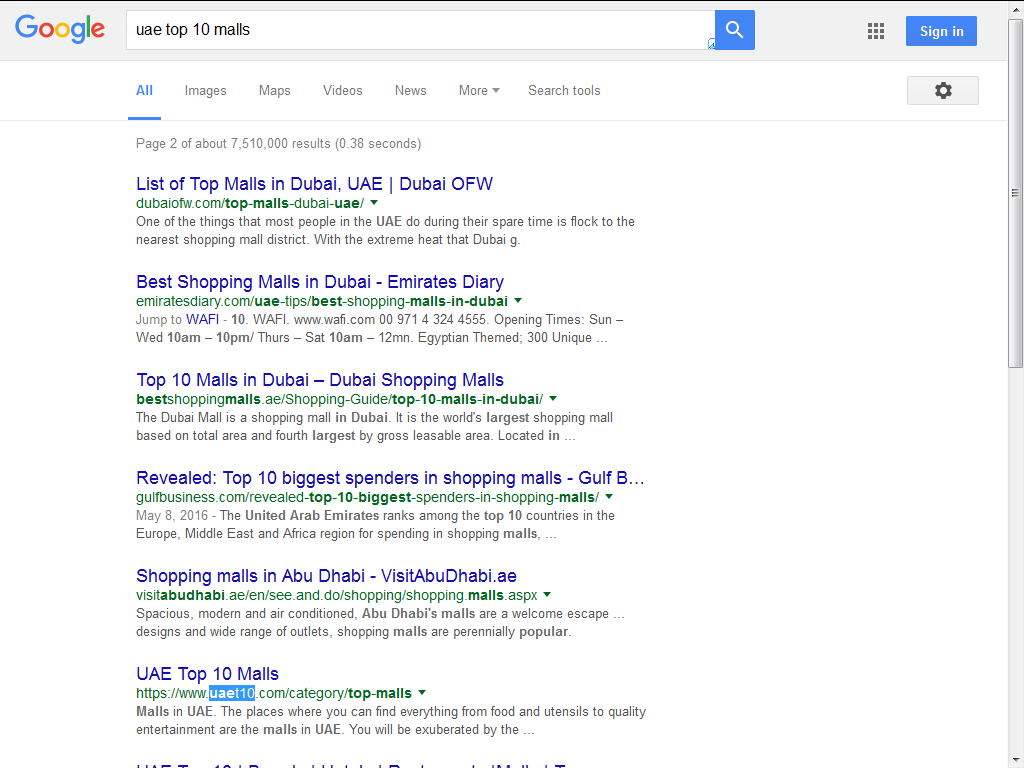 Google
uae top 10 malls
Sign in
All Images Maps Videos News More Search tools
Page 2 of about 7,510,000 results (0.38 seconds)
List of Top Malls in Dubai, UAE | Dubai OFW
dubaiofw.com/top-malls-dubai-uae/
One of the things that most people in the UAE do during their spare time is flock to the
nearest shopping mall district. With the extreme heat that Dubai g.
Best Shopping Malls in Dubai - Emirates Diary
emiratesdiary.com/uae-tips/best-shopping-malls-in-dubai
Jump to WAFI - 10. WAFI. www.wafi.com 00 971 4 324 4555. Opening Times: Sun –
Wed 10am – 10pm/ Thurs – Sat 10am – 12mn. Egyptian Themed; 300 Unique ...
Top 10 Malls in Dubai – Dubai Shopping Malls
bestshoppingmalls.ae/Shopping-Guide/top-10-malls-in-dubai/
The Dubai Mall is a shopping mall in Dubai. It is the world's largest shopping mall
based on total area and fourth largest by gross leasable area. Located in ...
Revealed: Top 10 biggest spenders in shopping malls - Gulf B...
gulfbusiness.com/revealed-top-10-biggest-spenders-in-shopping-malls/
May 8, 2016 - The United Arab Emirates ranks among the top 10 countries in the
Europe, Middle East and Africa region for spending in shopping malls, ...
Shopping malls in Abu Dhabi - VisitAbuDhabi.ae
visitabudhabi.ae/en/see.and.do/shopping/shopping.malls.aspx
Spacious, modern and air conditioned, Abu Dhabi's malls are a welcome escape ...
designs and wide range of outlets, shopping malls are perennially popular.
UAE Top 10 Malls
https://www.uaet10.com/category/top-malls
Malls in UAE. The places where you can find everything from food and utensils to quality
entertainment are the malls in UAE. You will be exuberated by the ...